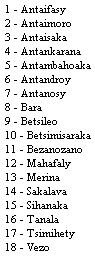 1 - Antaifasy
2 - Antaimoro
3 - Antaisaka
4 - Antankarana
5 - Antambahoaka
6 - Antandroy
7 - Antanosy
8 - Bara
9 - Betsileo
10 - Betsimisaraka
11 - Bezanozano
12 - Mahafaly
13 - Merina
14 - Sakalava
15 - Sihanaka
16 - Tanala
17 - Tsimihety
18 - Vezo